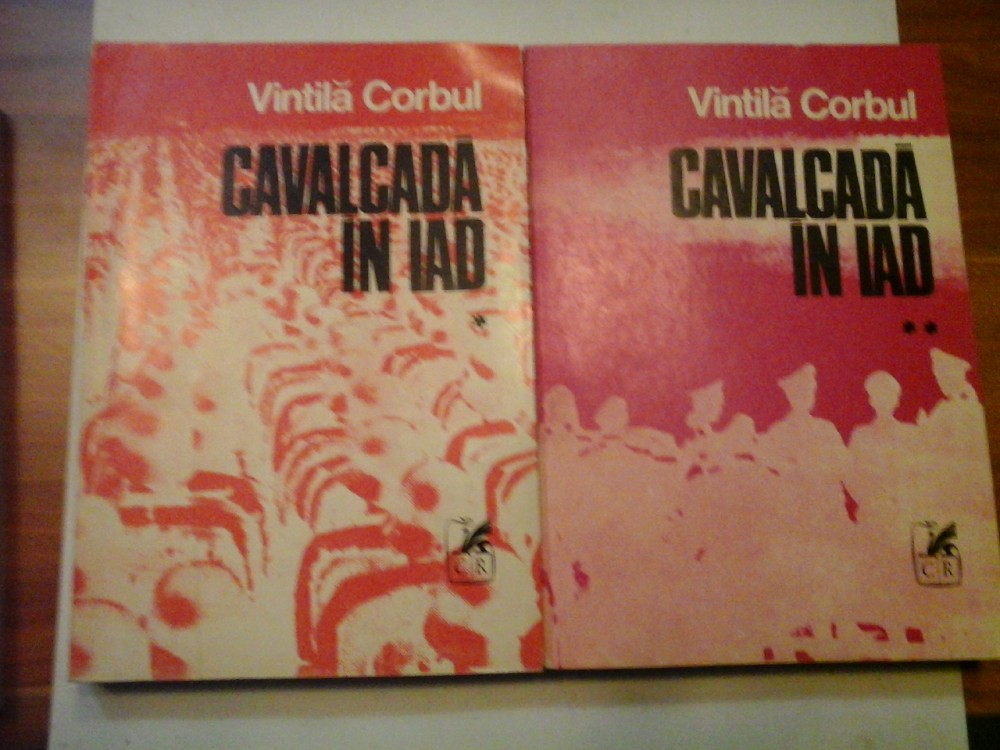 Vintilă Corbul
CAVALCADĂ
ÎN IAD
*
C R
Vintilă Corbul
CAVALCADĂ
ÎN IAD
**
C R